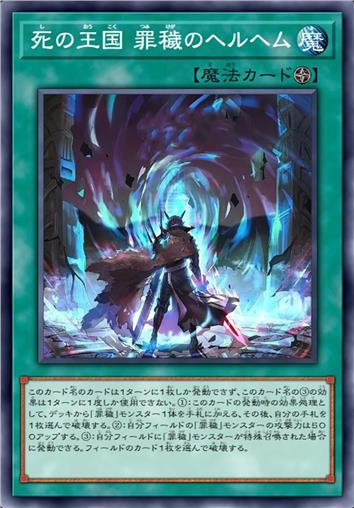 死の王国 罪穢のヘルヘム
魔
【魔法カード】
このカード名のカードは1ターンに1枚しか発動できず、このカード名の③の効
果は1ターンに1度しか使用できない。①:このカードの発動時の効果処理と
して、デッキから「罪穢」モンスター1体を手札にかえる、その後、自分の手札を
1枚選んで破壊する。②:自分フィールドの「罪穢」モンスターの攻撃力は50
0アップする。③:自分フィールドに「罪穢」モンスターが特殊召喚された場合
に発動できる。フィールドのカード1枚を選んで破壊する。